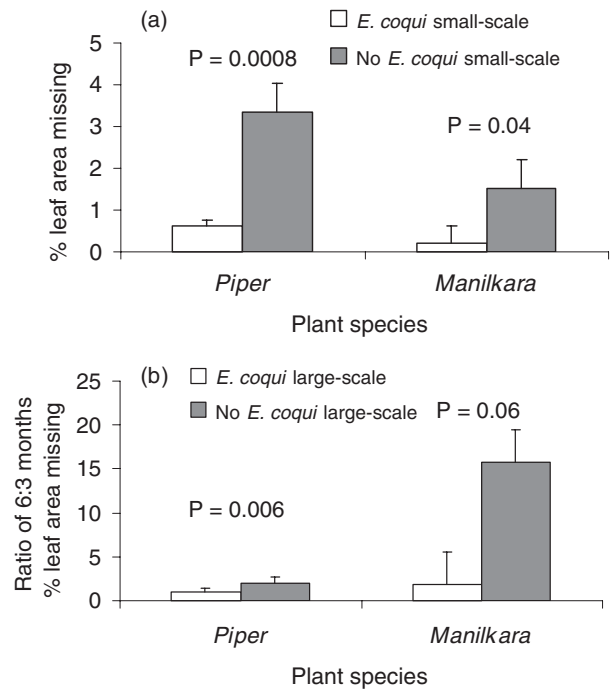 (a)
E. coqui small-scale
No E. coqui small-scale
P = 0.0008
P = 0.04
% leaf area missing
5
4
3
2
1
0
Piper
Manilkara
Plant species
(b)
E. coqui large-scale
No E. coqui large-scale
P = 0.06
P = 0.006
Ratio of 6:3 months
% leaf area missing
25
20
15
10
5
0
Piper
Manilkara
Plant species